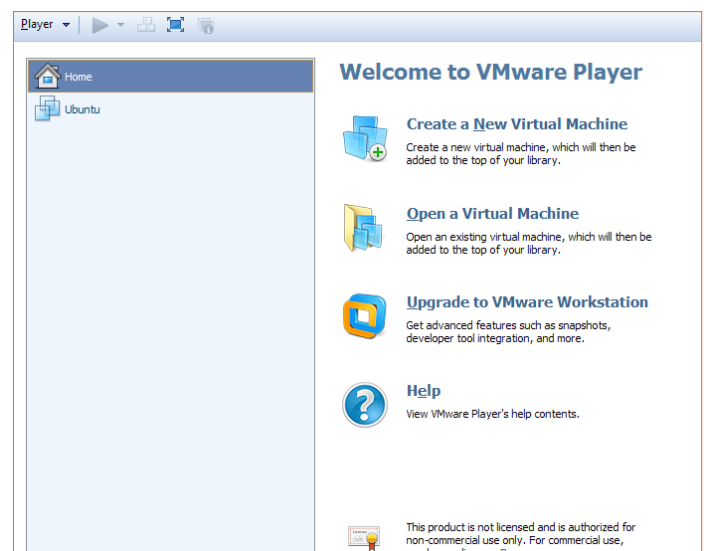 Player
Home
Ubuntu
Welcome to VMware Player
Create a New Virtual Machine
Create a new virtual machine, which will then be
added to the top of your library.
Open a Virtual Machine
Open an existing virtual machine, which will then be
added to the top of your library.
Upgrade to VMware Workstation
Get advanced features such as snapshots,
developer tool integration, and more.
Help
View VMware Player's help contents.
This product is not licensed and is authorized for
non-commercial use only. For commercial use,